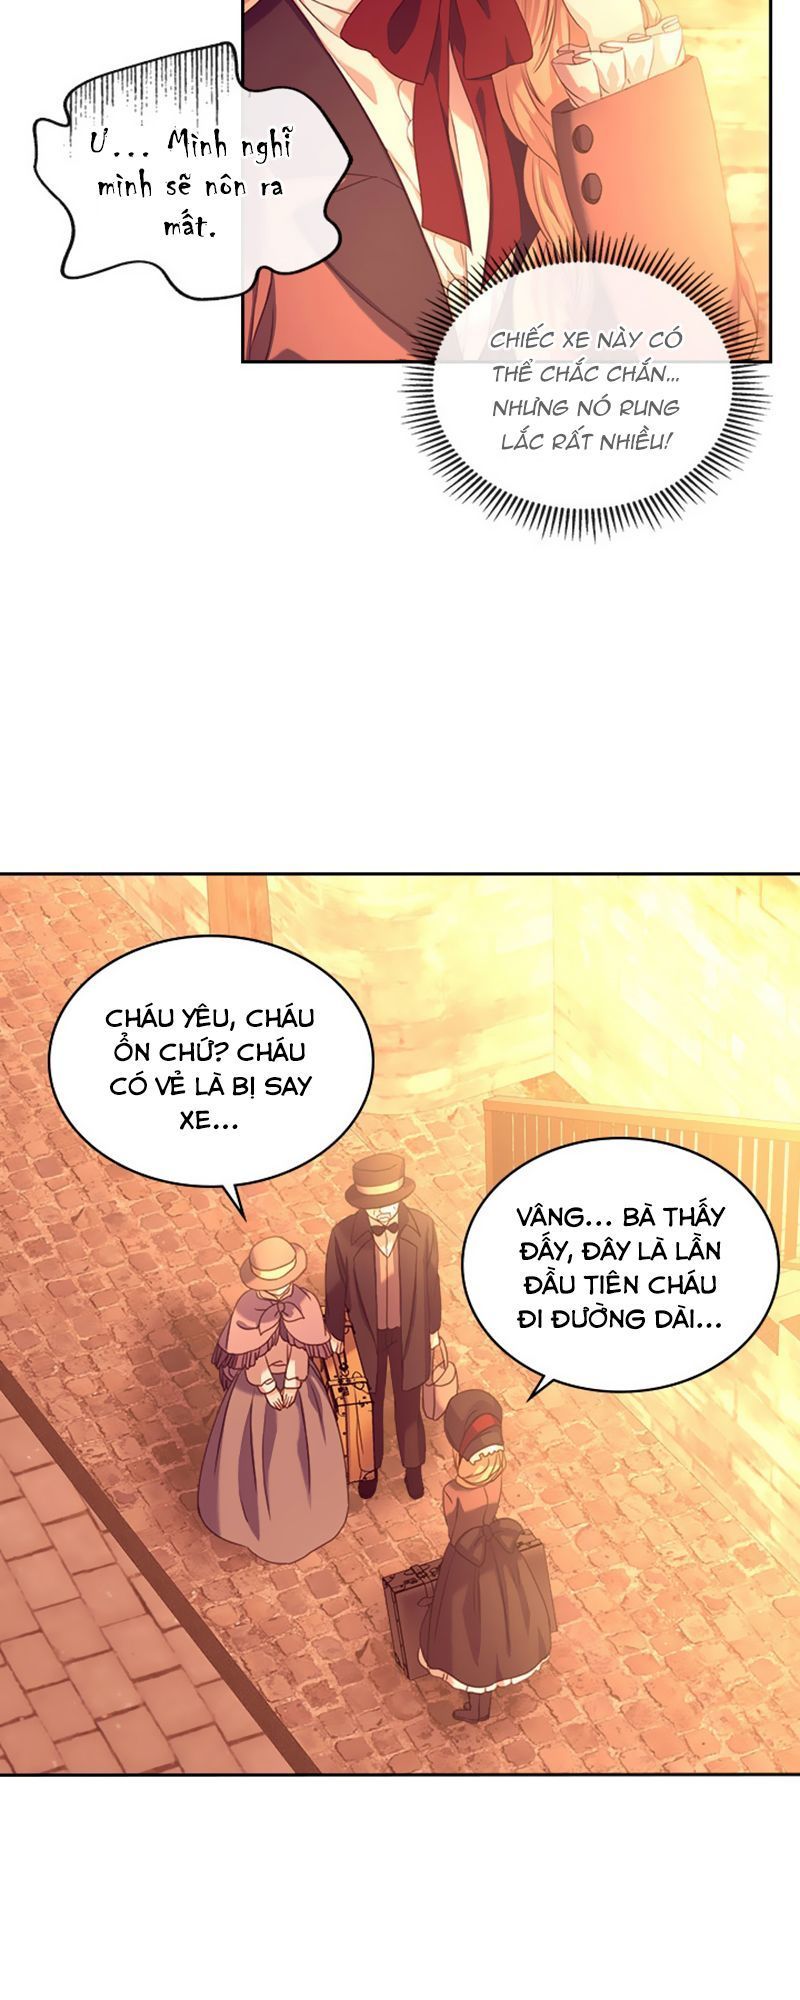 Ư... Mình nghĩ
mình sẽ nôn ra
mất.
CHIẾC XE NÀY CÓ
THỂ CHẮC CHẮN...
NHƯNG NÓ RUNG
LẮC RẤT NHIỀU!
CHÁU YÊU, CHÁU
ỔN CHỨ? CHÁU
CÓ VẺ LÀ BỊ SAY
XE...
VÂNG... BÀ THẤY
ĐẤY, ĐÂY LÀ LẦN
ĐẦU TIÊN CHÁU
ĐI ĐƯỜNG DÀI...